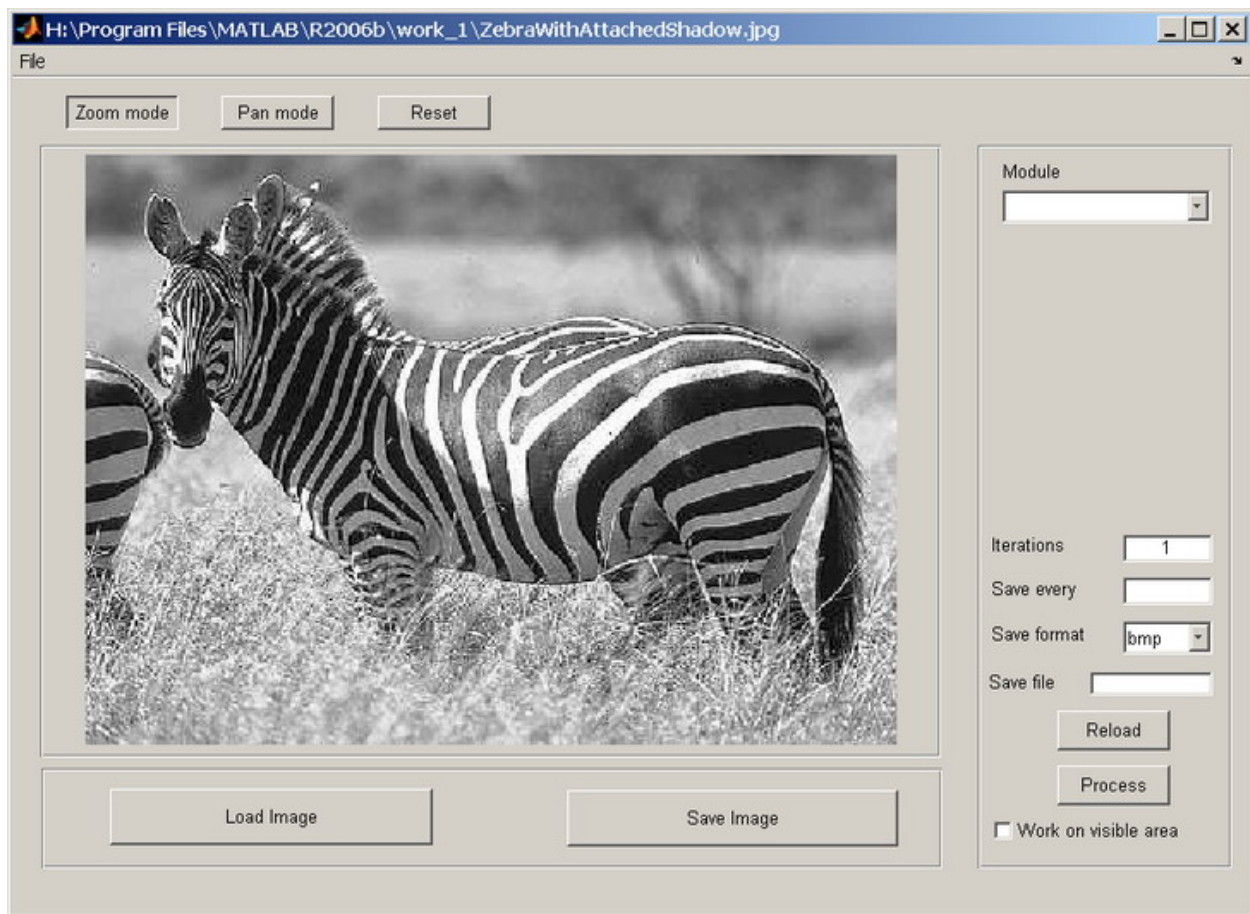 H:\Program Files\MATLAB\R2006b\work_1\ZebraWithAttachedShadow.jpg
File
Zoom mode
Pan mode
Reset
Module
Iterations 1
Save every
Save format bmp
Save file
Reload
Process
Work on visible area
Load Image
Save Image